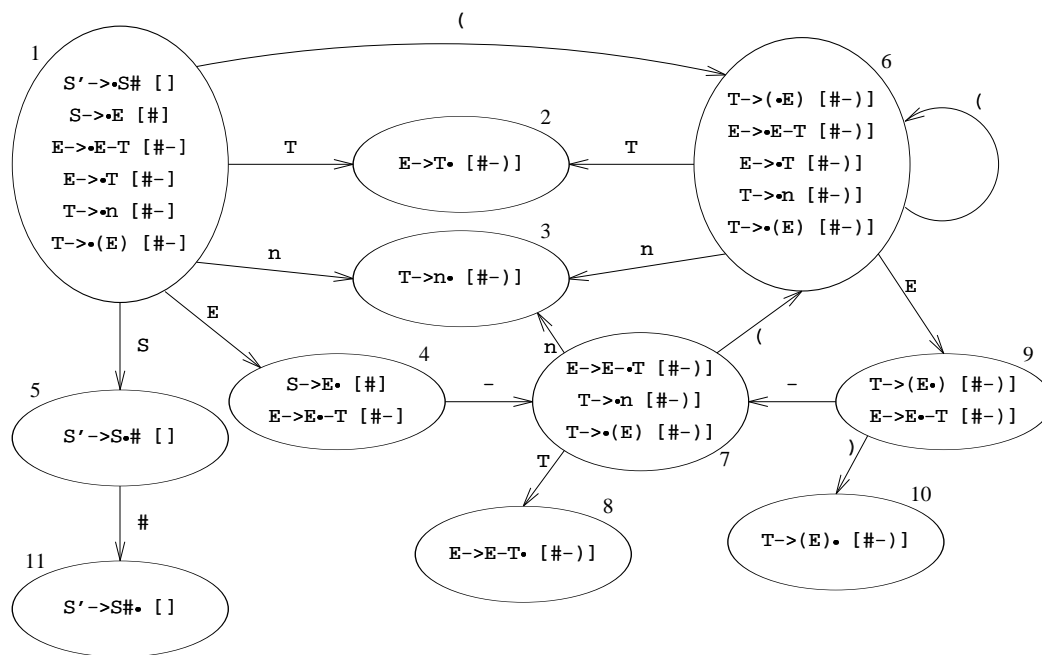 1
S'->•S# []
S->•E [#]
E->•E-T [#-]
E->•T [#-]
T->•n [#-]
T->•(E) [#-]
(
6
T->(•E) [#-)]
E->•E-T [#-)]
E->•T [#-)]
T->•n [#-)]
T->•(E) [#-)]
(
2
E->T• [#-)]
T
T
3
T->n• [#-)]
n
n
S
E
4
S->E• [#]
E->E•-T [#-]
-
n
(
E->E-•T [#-)]
T->•n [#-)]
T->•(E) [#-)]
7
-
E
9
T->(E•) [#-)]
E->E•-T [#-)]
5
S'->S•# []
T
)
8
E->E-T• [#-)]
10
T->(E)• [#-)]
#
11
S'->S#• []